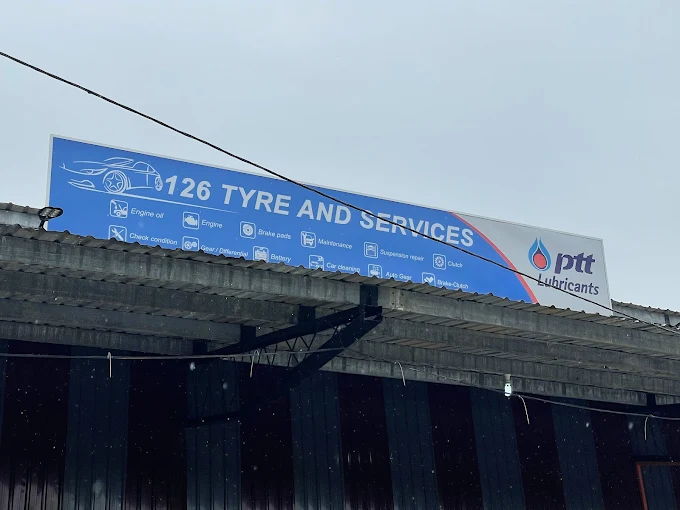 126 TYRE AND SERVICES
Engine oil
Engine
Brake pads
Maintenance
Suspension repair
Clutch
Check condition
Gear / Differential
Battery
Car cleaning
Auto Gear
Brake-Clutch
ptt
Lubricants